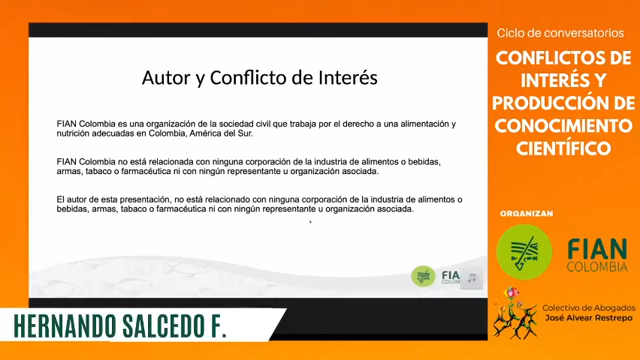 Autor y Conflicto de Interés
FIAN Colombia es una organización de la sociedad civil que trabaja por el derecho a una alimentación y
nutrición adecuadas en Colombia, América del Sur.
FIAN Colombia no está relacionada con ninguna corporación de la industria de alimentos o bebidas,
armas, tabaco o farmacéutica ni con ningún representante u organización asociada.
El autor de esta presentación, no está relacionado con ninguna corporación de la industria de alimentos o
bebidas, armas, tabaco o farmacéutica ni con ningún representante u organización asociada.
FIA
COLOM
HERNANDO SALCEDO F.
Ciclo de conversatorios
CONFLICTOS DE
INTERÉS Y
PRODUCCIÓN DE
CONOCIMIENTO
CIENTÍFICO
ORGANIZAN
FIAN
COLOMBIA
Colectivo de Abogados
José Alvear Restrepo